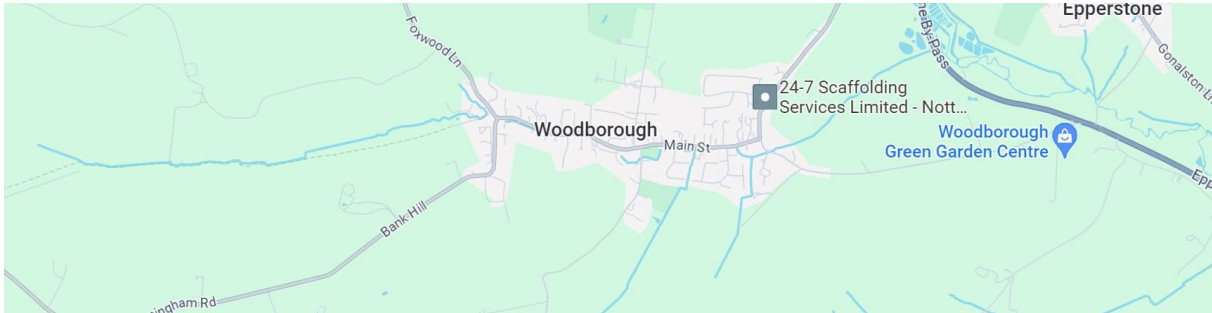 Epperstone
Foxwood Ln
By Pass
Gonalston Ln
24-7 Scaffolding
Services Limited - Nott...
Woodborough
Woodborough
Green Garden Centre
Main St
Bank Hill
ingham Rd